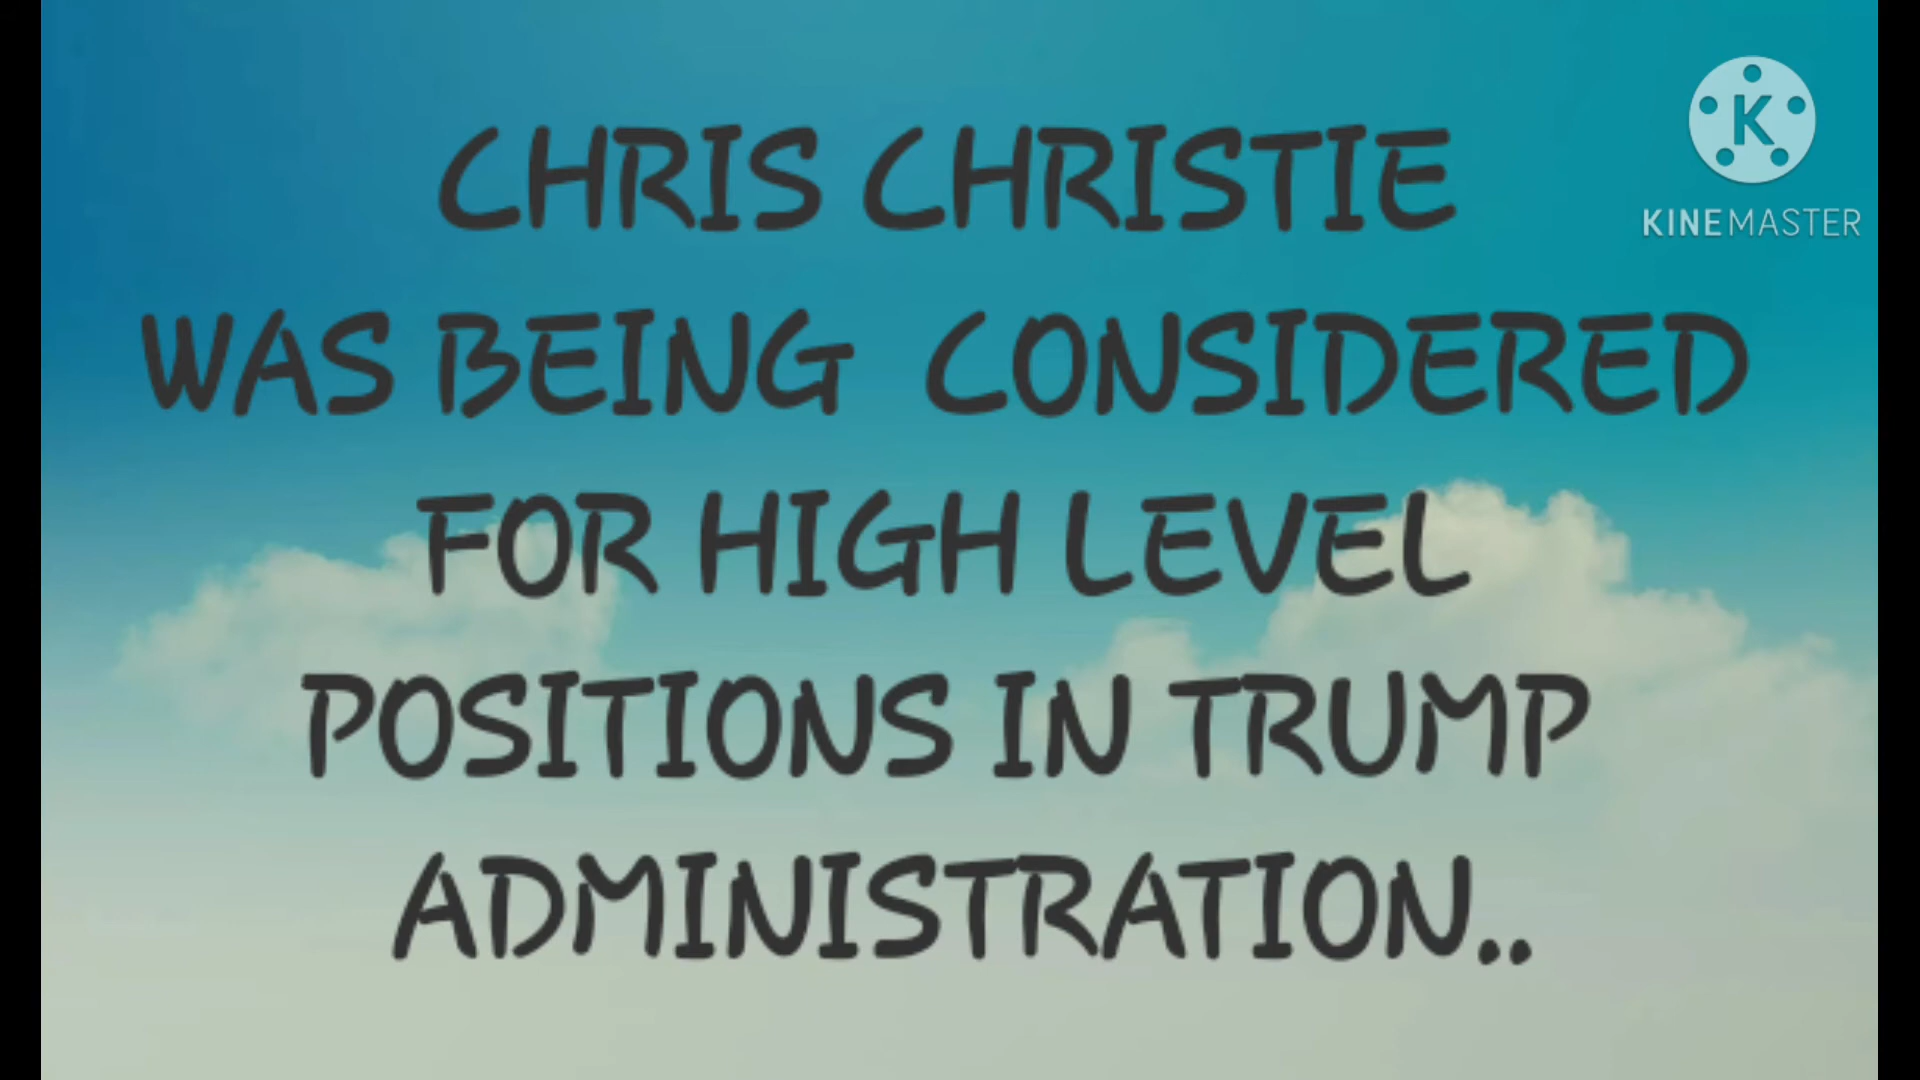 CHRIS CHRISTIE
WAS BEING CONSIDERED
FOR HIGH LEVEL
POSITIONS IN TRUMP
ADMINISTRATION..
K
KINEMASTER